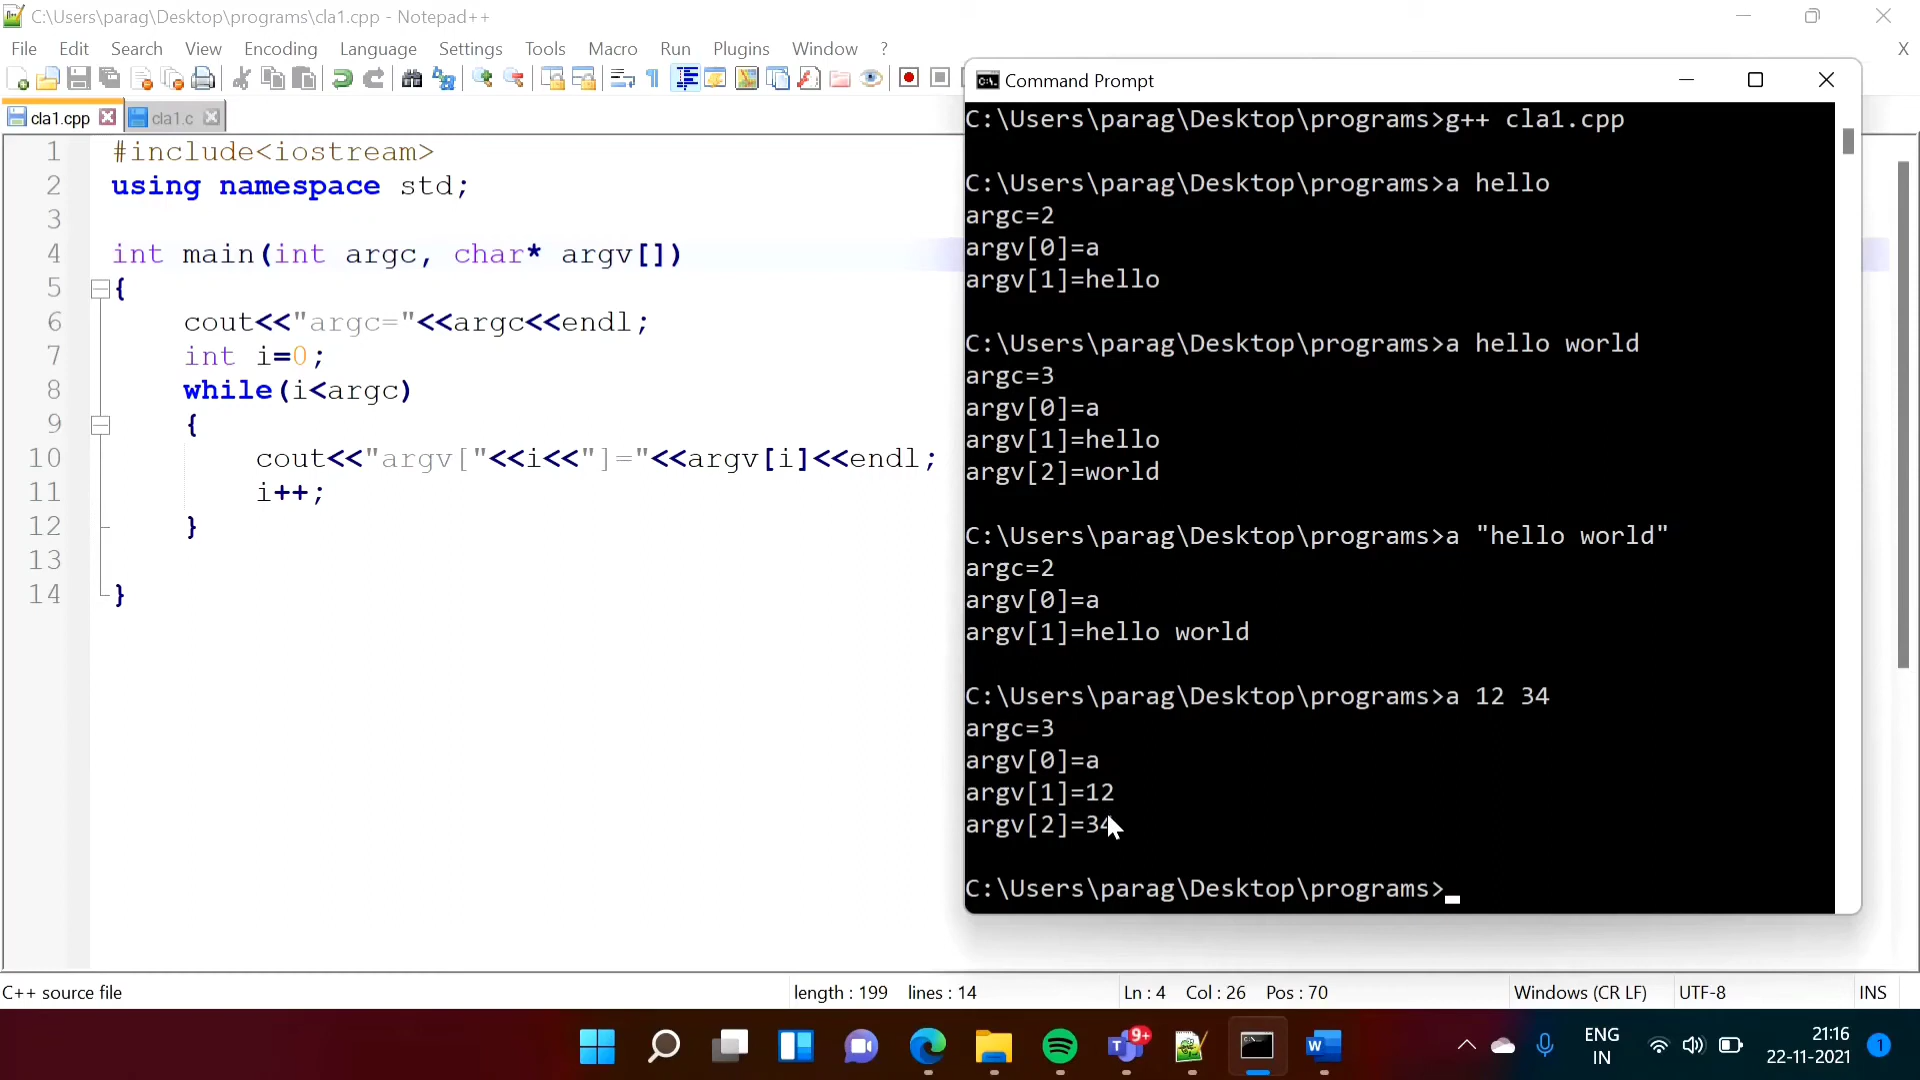 C:\Users\parag\Desktop\programs\cla1.cpp - Notepad++
File Edit Search View Encoding Language Settings Tools Macro Run Plugins Window ?
X
cla1.cpp
cla1.c
1 #include<iostream>
2 using namespace std;
3
4 int main(int argc, char* argv[])
5 {
6 cout<<"argc="<<argc<<endl;
7 int i=0;
8 while(i<argc)
9 {
10 cout<<"argv["<<i<<"]="<<argv[i]<<endl;
11 i++;
12 }
13
14 }
Command Prompt
C:\Users\parag\Desktop\programs>g++ cla1.cpp
C:\Users\parag\Desktop\programs>a hello
argc=2
argv[0]=a
argv[1]=hello
C:\Users\parag\Desktop\programs>a hello world
argc=3
argv[0]=a
argv[1]=hello
argv[2]=world
C:\Users\parag\Desktop\programs>a "hello world"
argc=2
argv[0]=a
argv[1]=hello world
C:\Users\parag\Desktop\programs>a 12 34
argc=3
argv[0]=a
argv[1]=12
argv[2]=34
C:\Users\parag\Desktop\programs>
C++ source file
length : 199 lines : 14
Ln : 4 Col : 26 Pos : 70
Windows (CR LF)
UTF-8
INS
9+
ENG
IN
21:16
22-11-2021
1